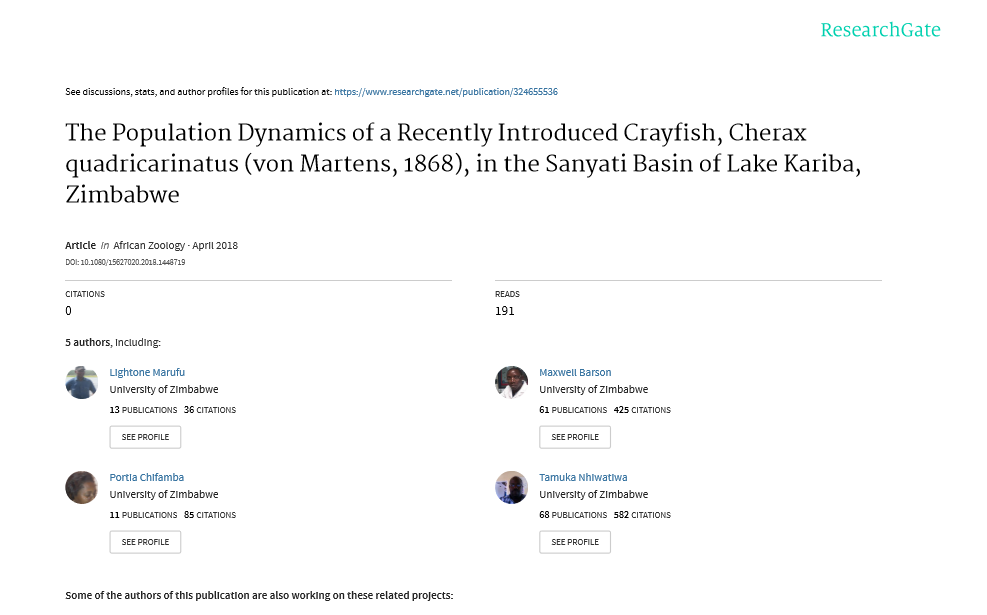 ResearchGate
See discussions, stats, and author profiles for this publication at: https://www.researchgate.net/publication/324655536
The Population Dynamics of a Recently Introduced Crayfish, Cherax
quadricarinatus (von Martens, 1868), in the Sanyati Basin of Lake Kariba,
Zimbabwe
Article in African Zoology · April 2018
DOI: 10.1080/15627020.2018.1448719
CITATIONS
0
READS
191
5 authors, including:
Lightone Marufu
University of Zimbabwe
13 PUBLICATIONS 36 CITATIONS
SEE PROFILE
Maxwell Barson
University of Zimbabwe
61 PUBLICATIONS 425 CITATIONS
SEE PROFILE
Portia Chifamba
University of Zimbabwe
11 PUBLICATIONS 85 CITATIONS
SEE PROFILE
Tamuka Nhiwatiwa
University of Zimbabwe
68 PUBLICATIONS 582 CITATIONS
SEE PROFILE
Some of the authors of this publication are also working on these related projects: